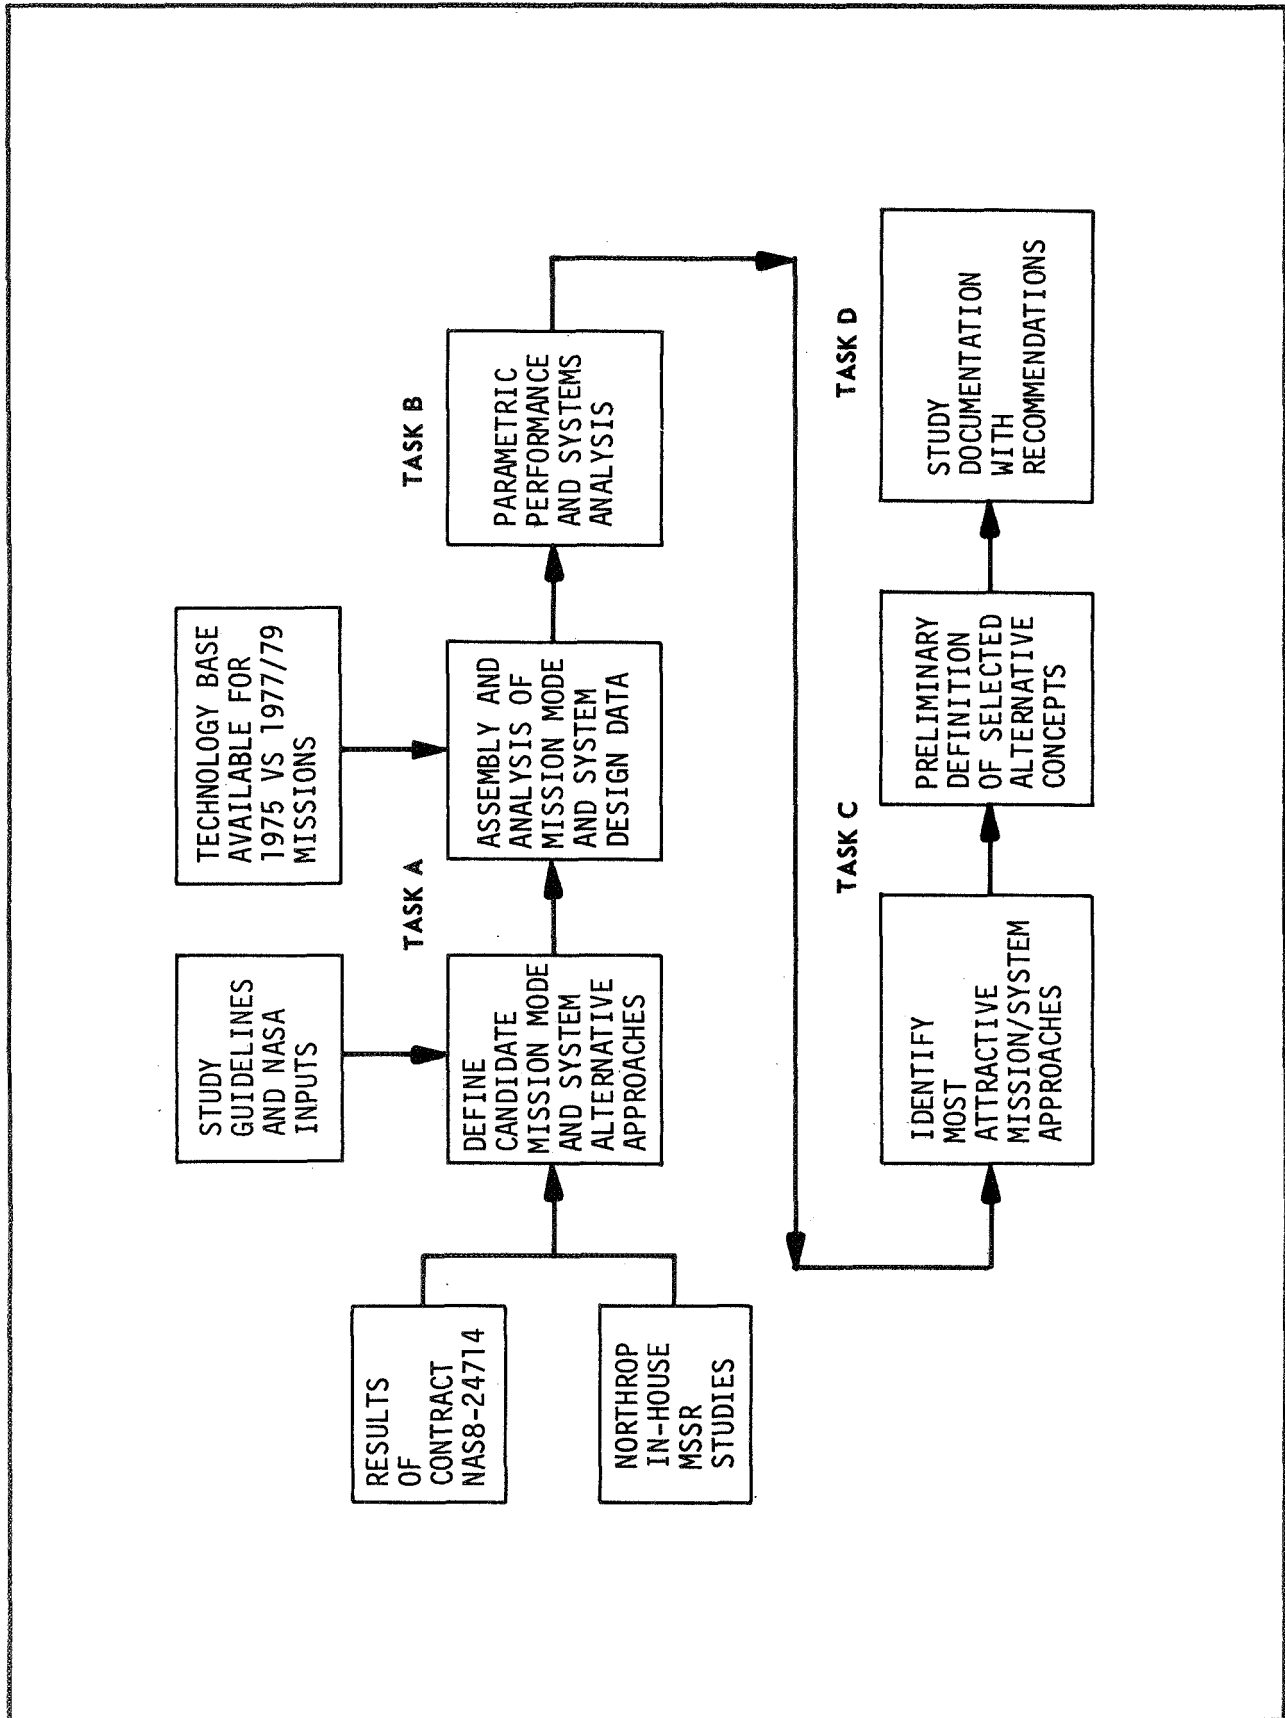 STUDY
GUIDELINES
AND NASA
INPUTS
TECHNOLOGY BASE
AVAILABLE FOR
1975 VS 1977/79
MISSIONS
RESULTS
OF
CONTRACT
NAS8-24714
NORTHROP
IN-HOUSE
MSSR
STUDIES
TASK A
DEFINE
CANDIDATE
MISSION MODE
AND SYSTEM
ALTERNATIVE
APPROACHES
ASSEMBLY AND
ANALYSIS OF
MISSION MODE
AND SYSTEM
DESIGN DATA
TASK B
PARAMETRIC
PERFORMANCE
AND SYSTEMS
ANALYSIS
TASK C
IDENTIFY
MOST
ATTRACTIVE
MISSION/SYSTEM
APPROACHES
PRELIMINARY
DEFINITION
OF SELECTED
ALTERNATIVE
CONCEPTS
TASK D
STUDY
DOCUMENTATION
WITH
RECOMMENDATIONS